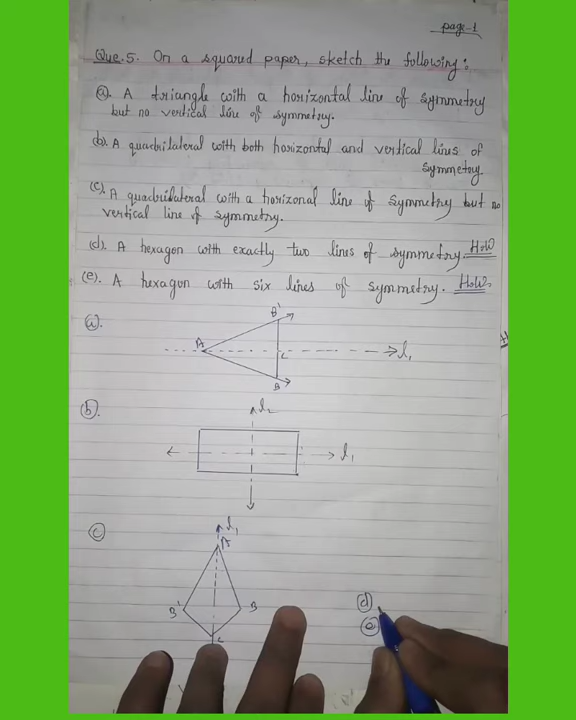 page-1
Que.5. On a squared paper, sketch the following:
(a). A triangle with a horizontal line of symmetry
but no vertical line of symmetry.
(b). A quadrilateral with both horizontal and vertical lines of
symmetry.
(c). A quadrilateral with a horizonal line of symmetry but no
vertical line of symmetry.
(d). A hexagon with exactly two lines of symmetry. H.W
(e). A hexagon with six lines of symmetry. H.W.
(a).
B'
A
C
l1
B
(b).
l2
l1
(c)
l1
A
B'
B
C
(d)
(e)